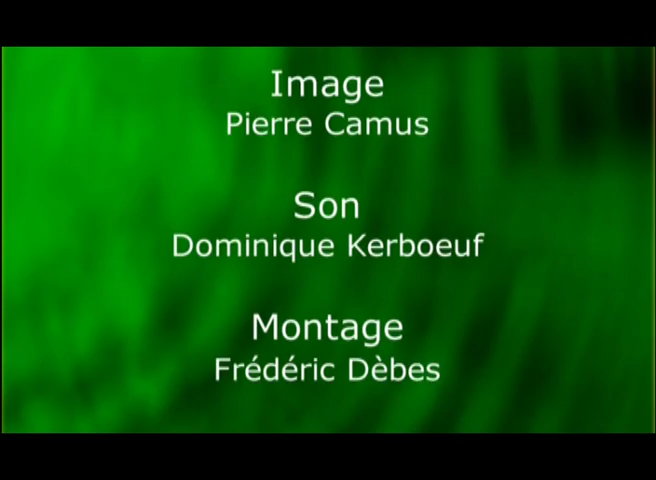 Image
Pierre Camus
Son
Dominique Kerboeuf
Montage
Frédéric Dèbes